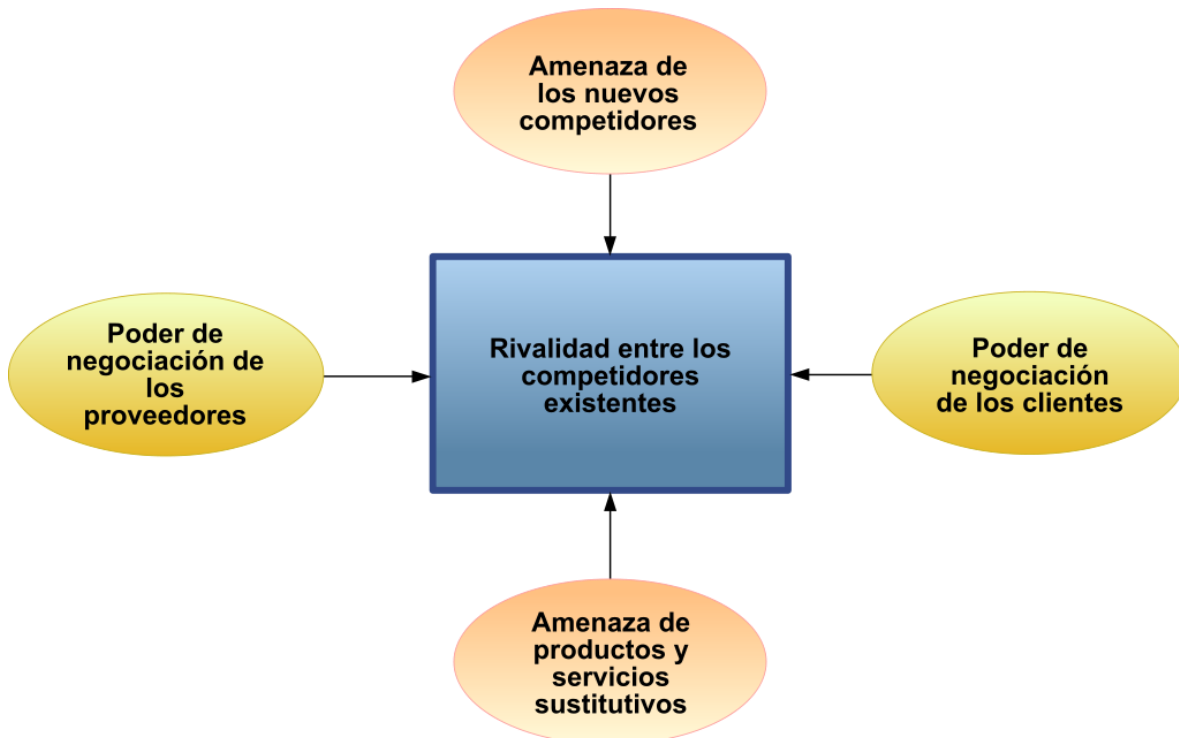 Amenaza de
los nuevos
competidores
Poder de
negociación de
los
proveedores
Rivalidad entre los
competidores
existentes
Poder de
negociación
de los clientes
Amenaza de
productos y
servicios
sustitutivos